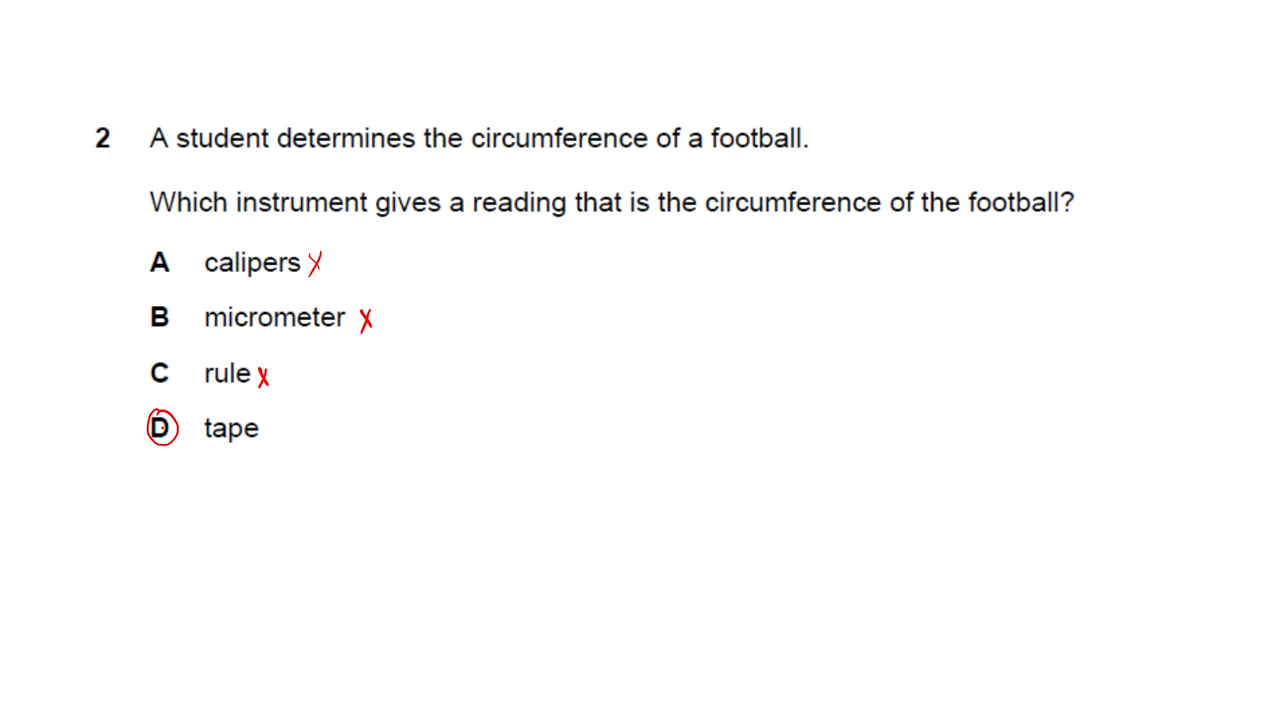 2 A student determines the circumference of a football.
Which instrument gives a reading that is the circumference of the football?
A calipers X
B micrometer X
C rule X
D tape